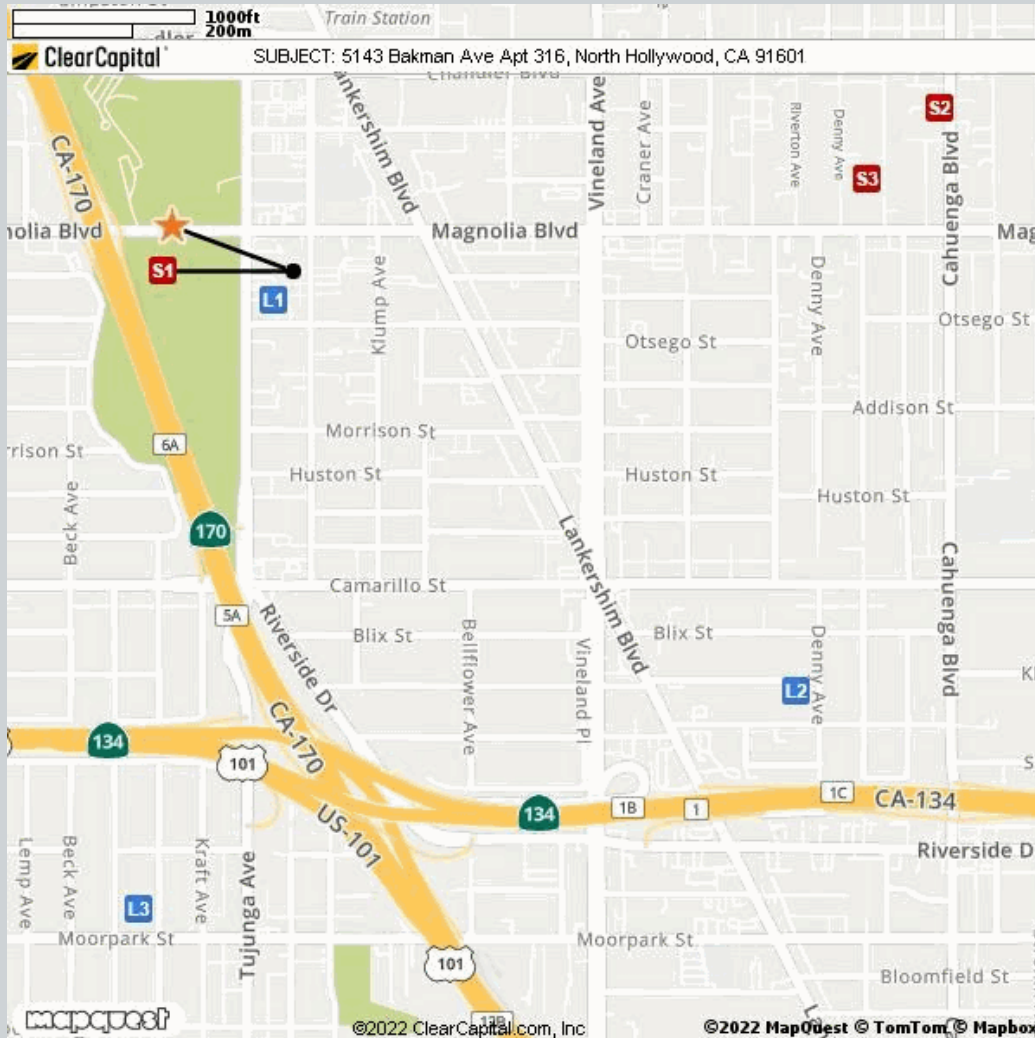 1000ft
200m
Train Station
ClearCapital
SUBJECT: 5143 Bakman Ave Apt 316, North Hollywood, CA 91601
Chandler Blvd
Lankershim Blvd
Vineland Ave
Craner Ave
Riverton Ave
Denny Ave
S2
S3
Cahuenga Blvd
CA-170
nolia Blvd
Magnolia Blvd
Mag
S1
L1
Klump Ave
Denny Ave
Otsego St
Otsego St
Addison St
Morrison St
rrison St
6A
Huston St
Huston St
Huston St
Beck Ave
170
Lankershim Blvd
Cahuenga Blvd
Camarillo St
5A
Riverside Dr
Blix St
Bellflower Ave
Vineland Pl
Blix St
Denny Ave
L2
K
CA-170
134
101
US-101
134
1B
1
1C
CA-134
S
Riverside D
Lemp Ave
Beck Ave
Kraft Ave
Tujunga Ave
L3
Moorpark St
Moorpark St
101
Bloomfield St
mapquest
©2022 ClearCapital.com, Inc
©2022 MapQuest © TomTom © Mapbox